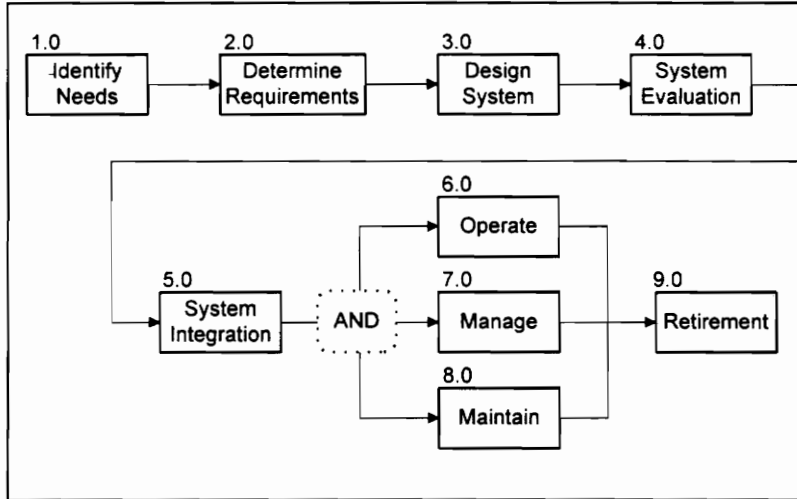 1.0
Identify
Needs
2.0
Determine
Requirements
3.0
Design
System
4.0
System
Evaluation
5.0
System
Integration
AND
6.0
Operate
7.0
Manage
8.0
Maintain
9.0
Retirement